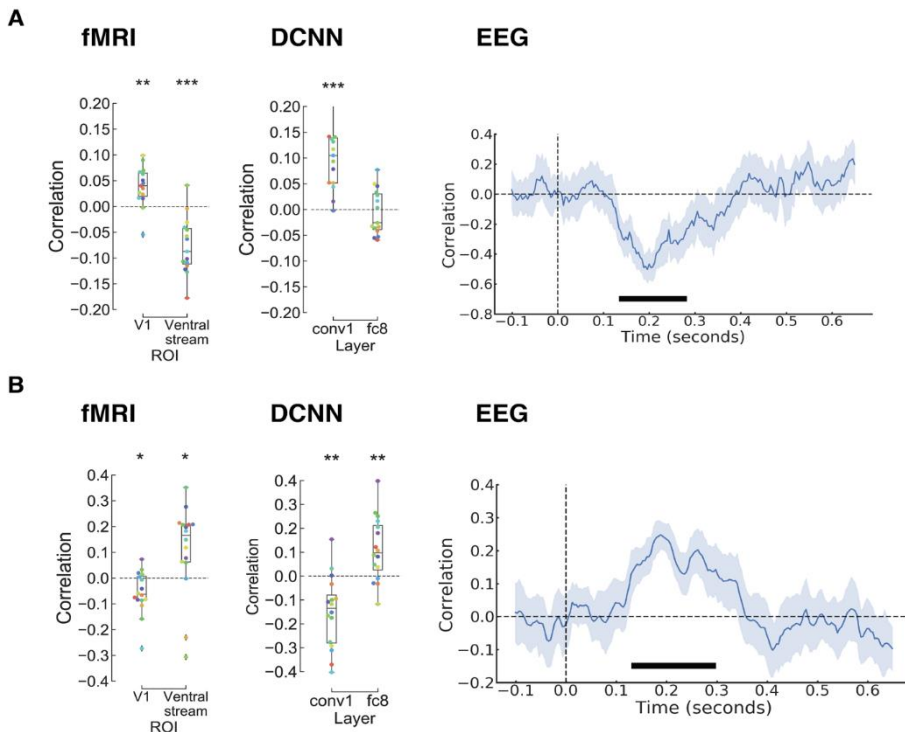 A
fMRI
DCNN
EEG
** ***
***
Correlation
0.20
0.15
0.10
0.05
0.00
−0.05
−0.10
−0.15
−0.20
V1 Ventral
stream
ROI
Correlation
0.20
0.15
0.10
0.05
0.00
−0.05
−0.10
−0.15
−0.20
conv1 fc8
Layer
Correlation
0.4
0.2
0.0
−0.2
−0.4
−0.6
−0.8
−0.1 0.0 0.1 0.2 0.3 0.4 0.5 0.6
Time (seconds)
B
fMRI
DCNN
EEG
* *
** **
Correlation
0.4
0.3
0.2
0.1
0.0
−0.1
−0.2
−0.3
0.4
V1 Ventral
stream
ROI
Correlation
0.4
0.3
0.2
0.1
0.0
−0.1
−0.2
−0.3
−0.4
conv1 fc8
Layer
Correlation
0.4
0.3
0.2
0.1
0.0
−0.1
−0.2
−0.1 0.0 0.1 0.2 0.3 0.4 0.5 0.6
Time (seconds)